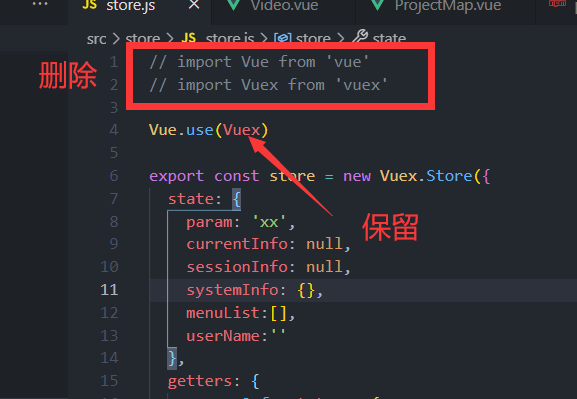 store.js × Video.vue ProjectMap.vue
src > store > JS store.js > store > state
删除
1 // import Vue from 'vue'
2 // import Vuex from 'vuex'
3
4 Vue.use(Vuex)
5
6 export const store = new Vuex.Store({
7 state: {
保留
8 param: 'xx',
9 currentInfo: null,
10 sessionInfo: null,
11 systemInfo: {},
12 menuList:[],
13 userName:''
14 },
15 getters: {